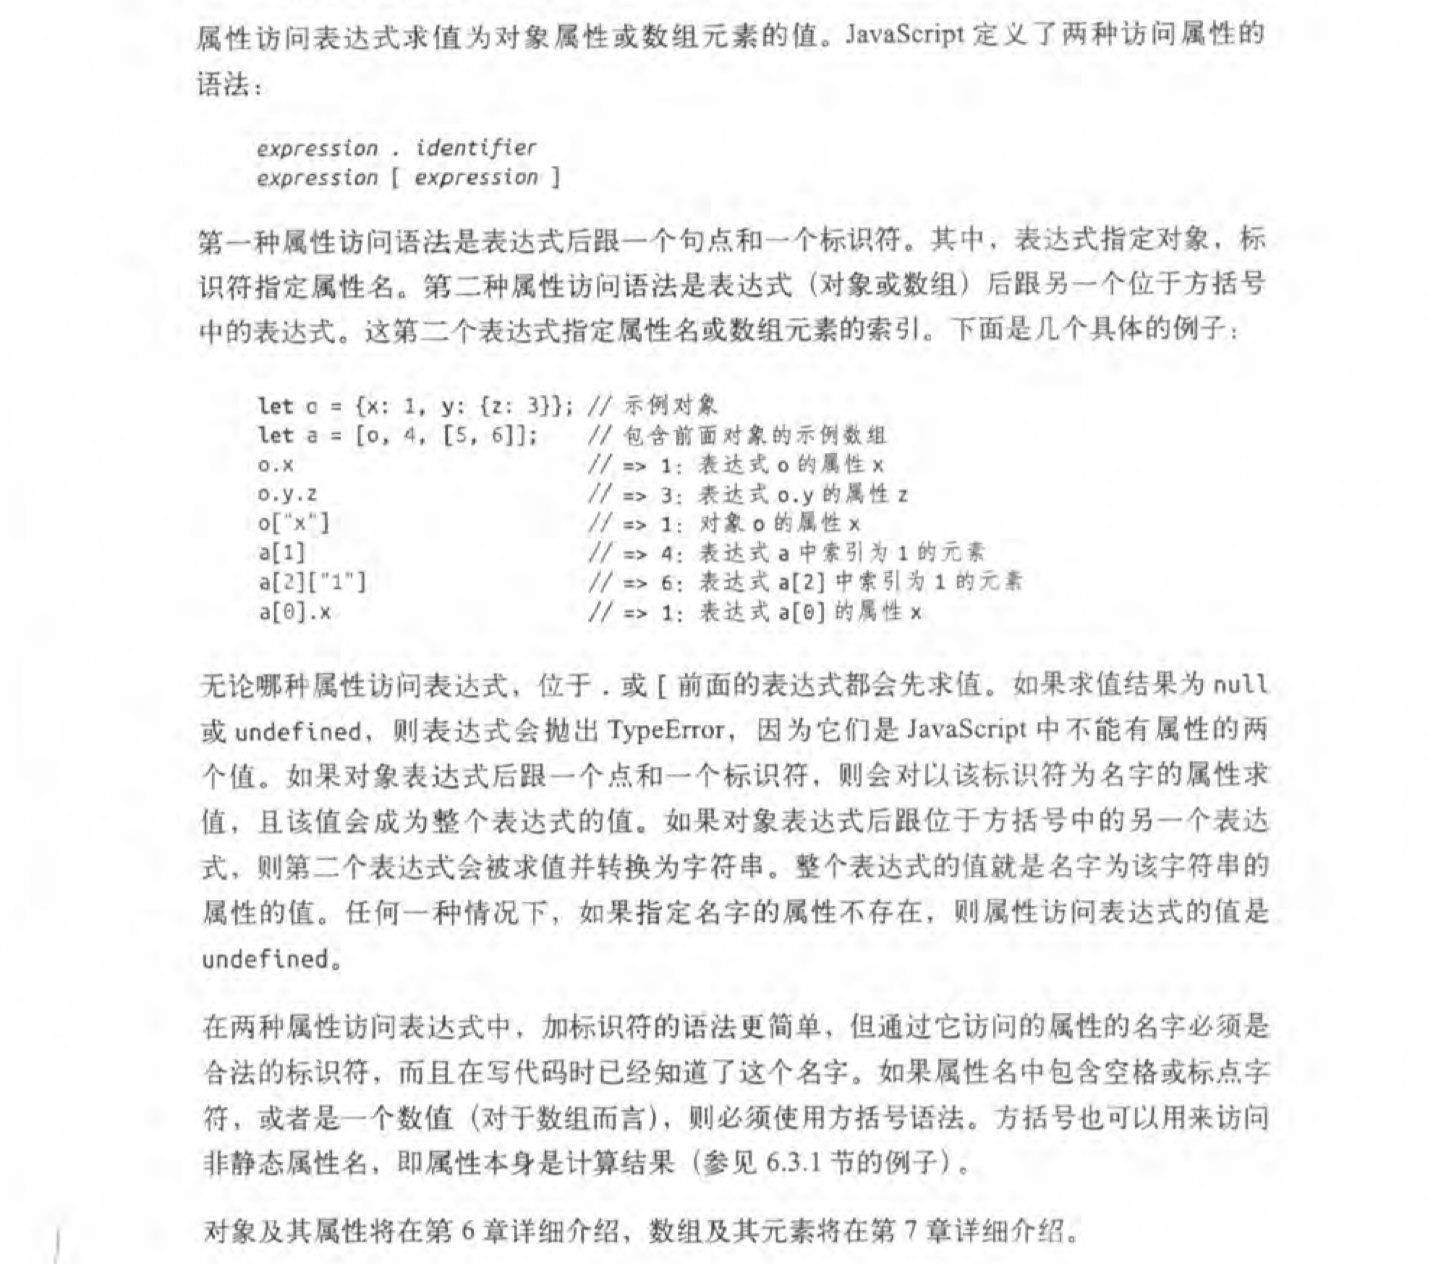 属性访问表达式求值为对象属性或数组元素的值。JavaScript 定义了两种访问属性的
语法：
expression . identifier
expression [ expression ]
第一种属性访问语法是表达式后跟一个句点和一个标识符。其中，表达式指定对象，标
识符指定属性名。第二种属性访问语法是表达式（对象或数组）后跟另一个位于方括号
中的表达式。这第二个表达式指定属性名或数组元素的索引。下面是几个具体的例子：
let o = {x: 1, y: {z: 3}}; // 示例对象
let a = [o, 4, [5, 6]]; // 包含前面对象的示例数组
o.x // => 1: 表达式 o 的属性 x
o.y.z // => 3: 表达式 o.y 的属性 z
o["x"] // => 1: 对象 o 的属性 x
a[1] // => 4: 表达式 a 中索引为 1 的元素
a[2]["1"] // => 6: 表达式 a[2] 中索引为 1 的元素
a[0].x // => 1: 表达式 a[0] 的属性 x
无论哪种属性访问表达式，位于 . 或 [ 前面的表达式都会先求值。如果求值结果为 null
或 undefined，则表达式会抛出 TypeError，因为它们是 JavaScript 中不能有属性的两
个值。如果对象表达式后跟一个点和一个标识符，则会对以该标识符为名字的属性求
值，且该值会成为整个表达式的值。如果对象表达式后跟位于方括号中的另一个表达
式，则第二个表达式会被求值并转换为字符串。整个表达式的值就是名字为该字符串的
属性的值。任何一种情况下，如果指定名字的属性不存在，则属性访问表达式的值是
undefined。
在两种属性访问表达式中，加标识符的语法更简单，但通过它访问的属性的名字必须是
合法的标识符，而且在写代码时已经知道了这个名字。如果属性名中包含空格或标点字
符，或者是一个数值（对于数组而言），则必须使用方括号语法。方括号也可以用来访问
非静态属性名，即属性本身是计算结果（参见 6.3.1 节的例子）。
对象及其属性将在第 6 章详细介绍，数组及其元素将在第 7 章详细介绍。